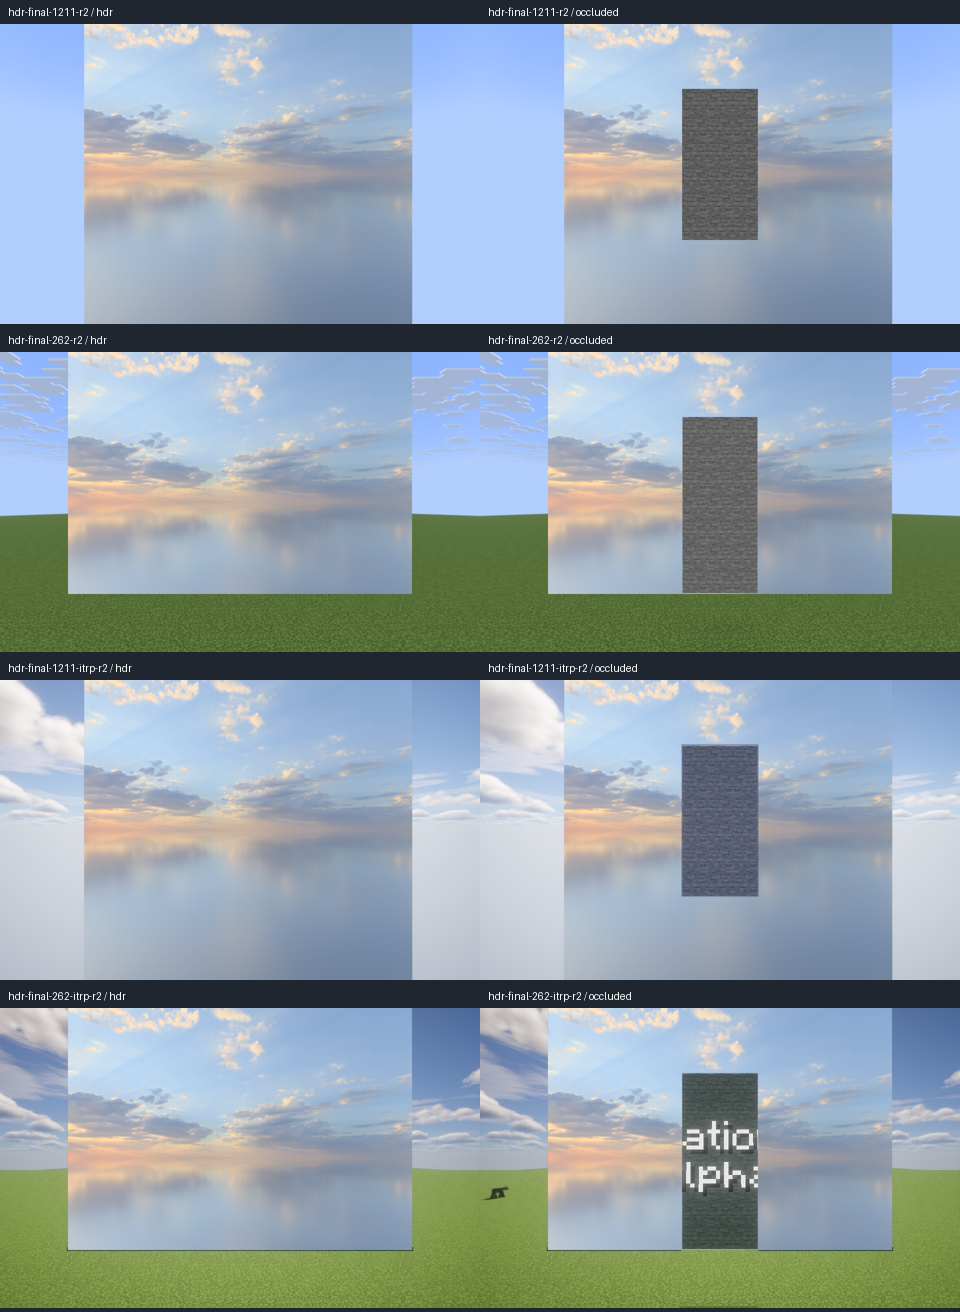 hdr-final-1211-r2 / hdr
hdr-final-1211-r2 / occluded
hdr-final-262-r2 / hdr
hdr-final-262-r2 / occluded
hdr-final-1211-itrp-r2 / hdr
hdr-final-1211-itrp-r2 / occluded
hdr-final-262-itrp-r2 / hdr
hdr-final-262-itrp-r2 / occluded
atio
lpha